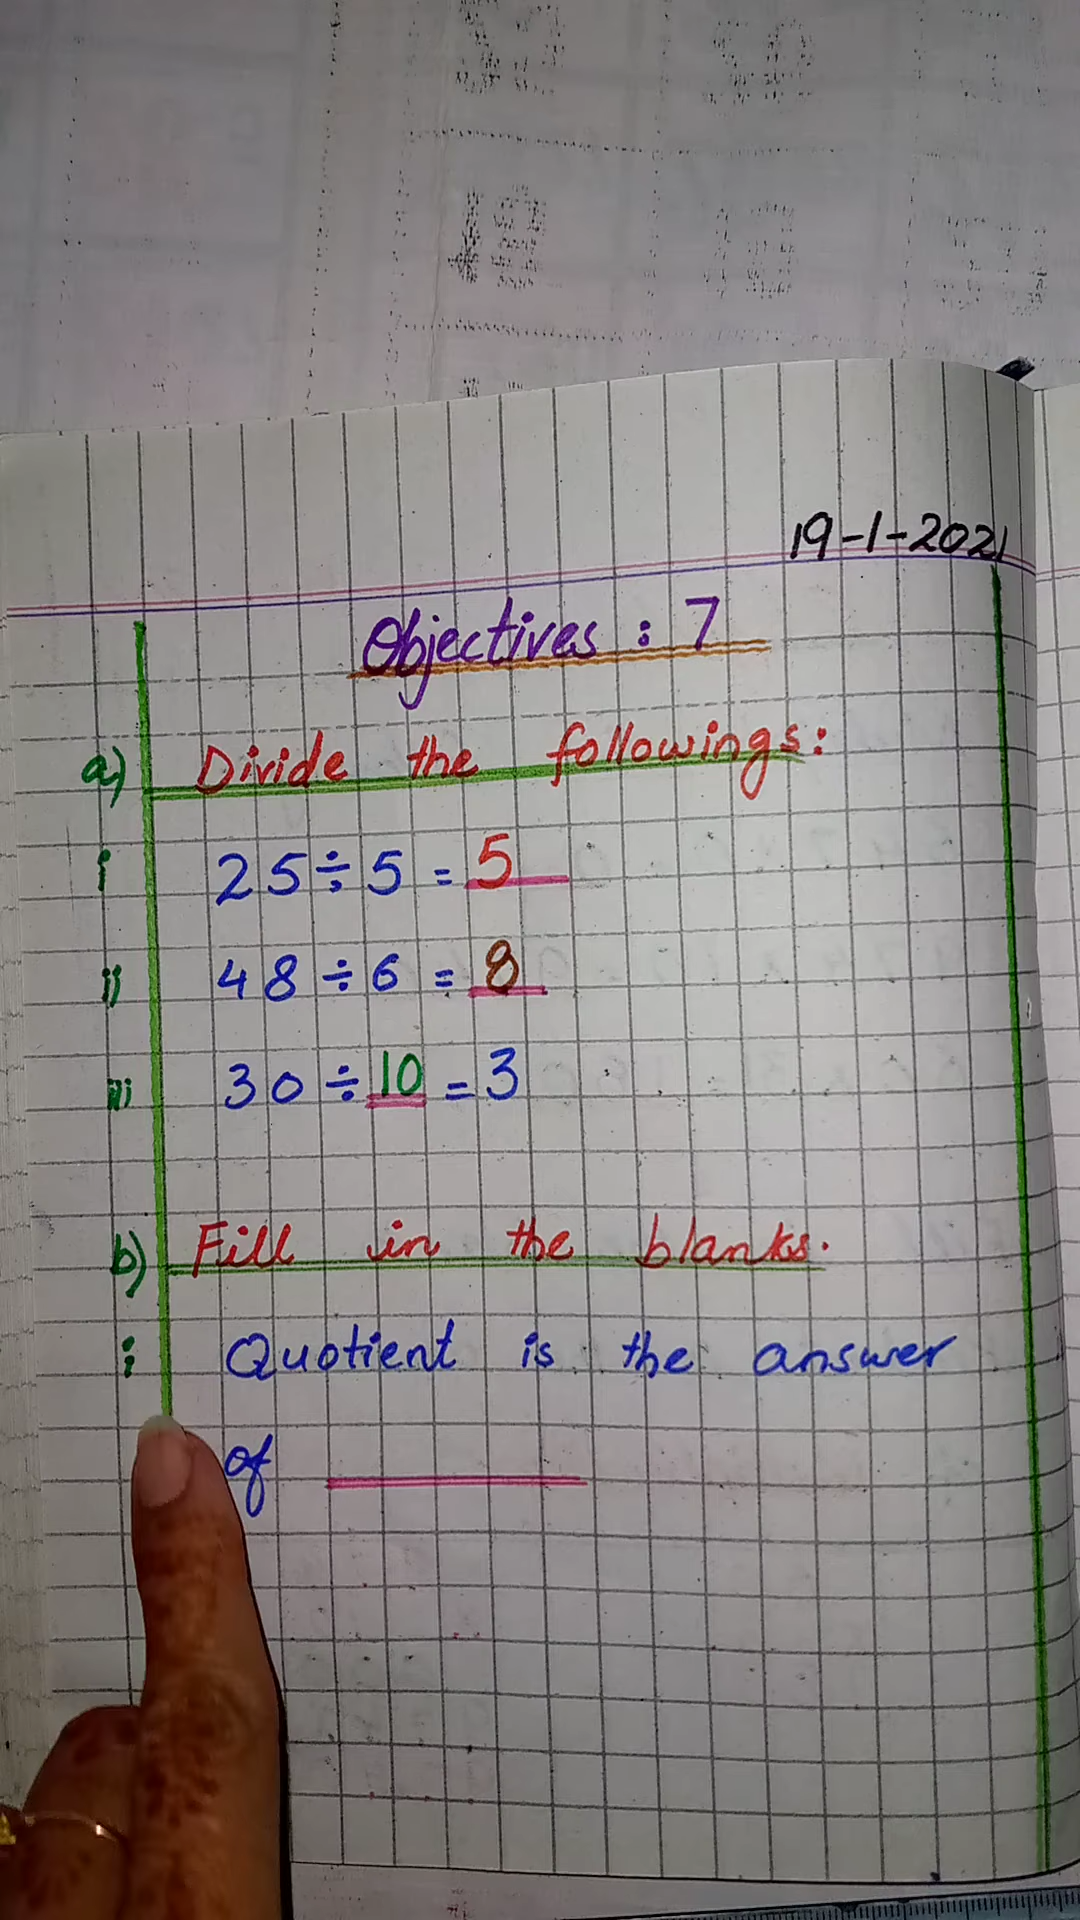 19-1-2021
Objectives : 7
a) Divide the followings:
i 25 ÷ 5 = 5
ii 48 ÷ 6 = 8
iii 30 ÷ 10 = 3
b) Fill in the blanks.
i Quotient is the answer
of